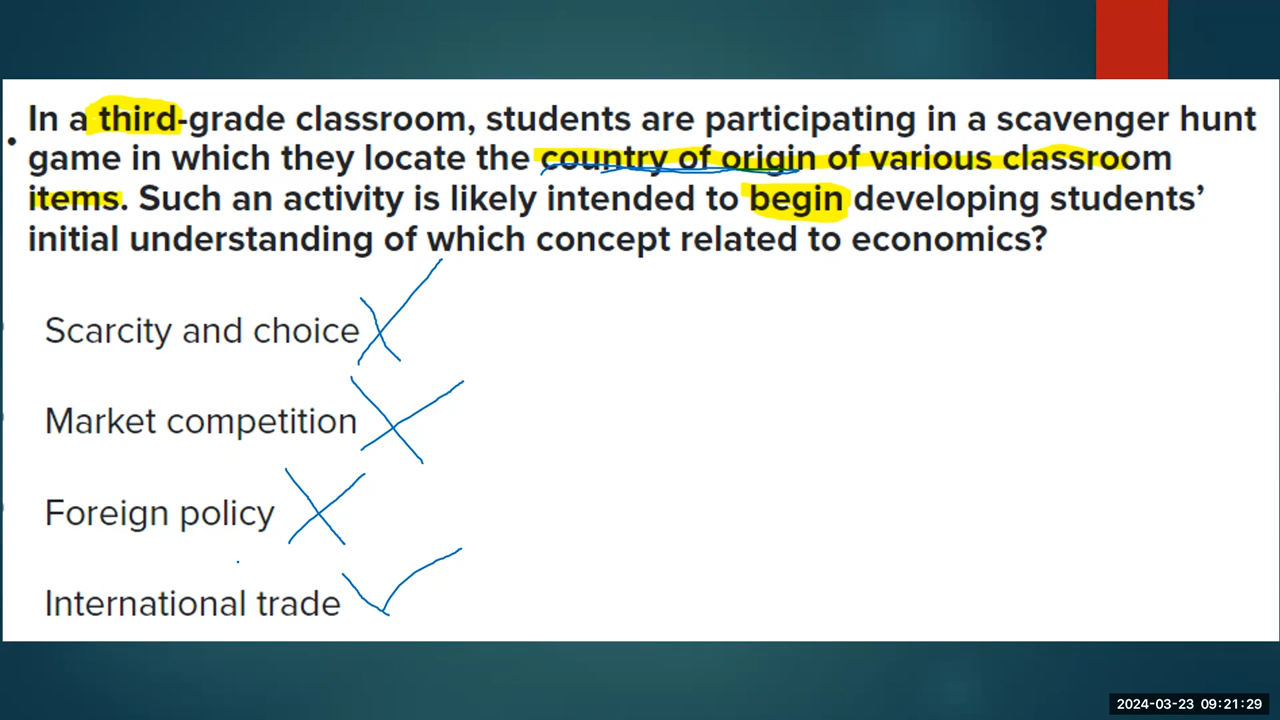 In a third-grade classroom, students are participating in a scavenger hunt
game in which they locate the country of origin of various classroom
items. Such an activity is likely intended to begin developing students’
initial understanding of which concept related to economics?
Scarcity and choice
Market competition
Foreign policy
International trade
2024-03-23 09:21:29